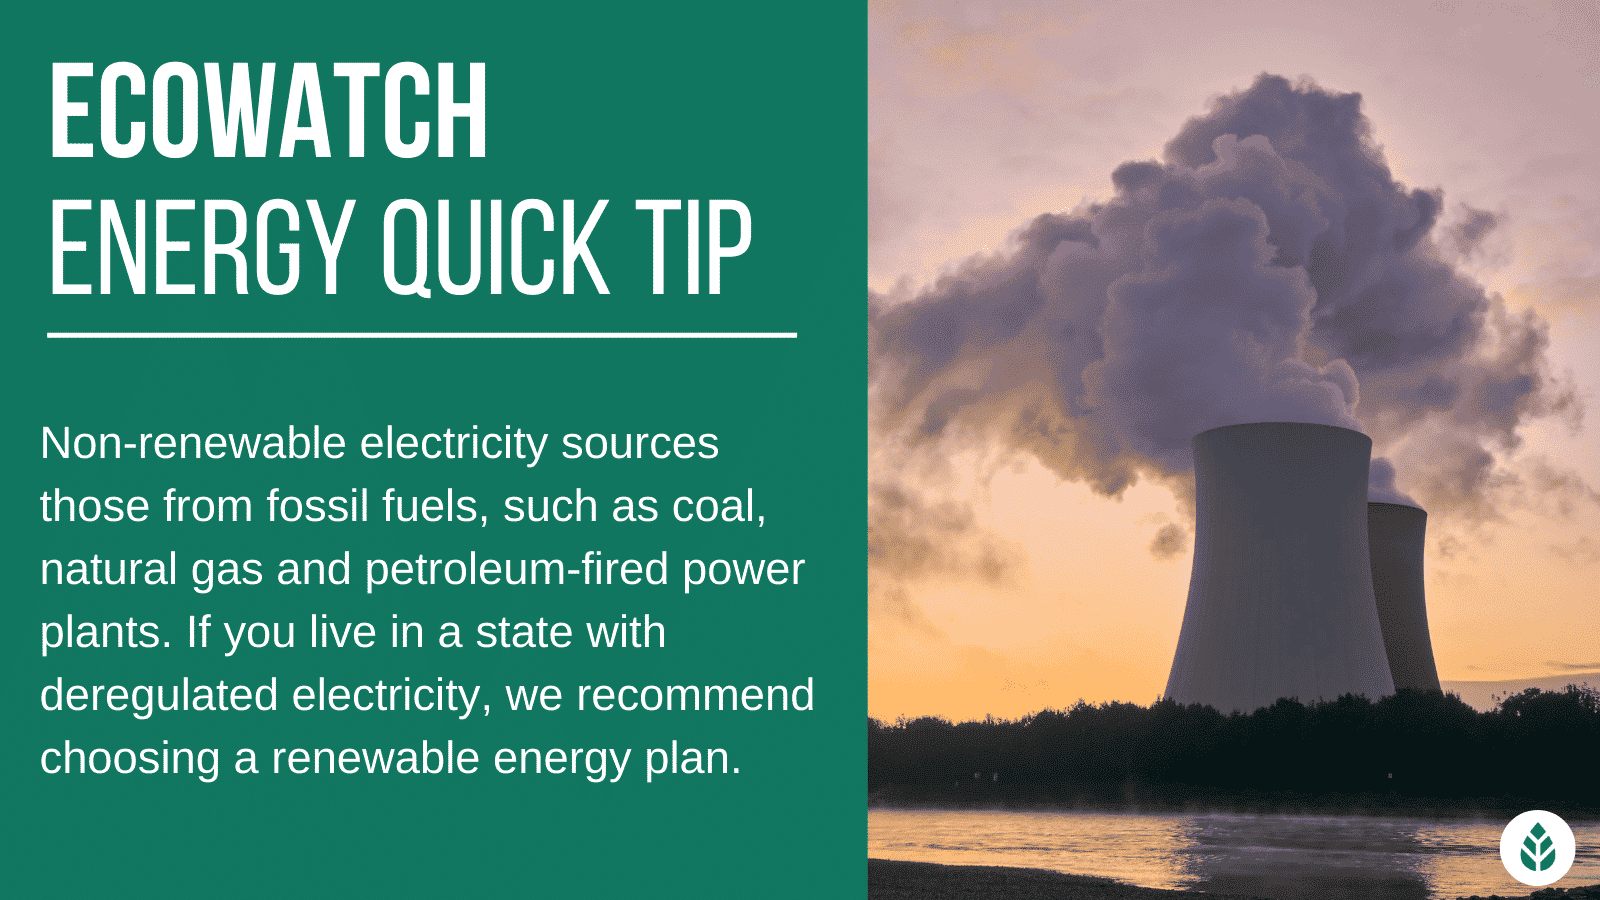 ECOWATCH
ENERGY QUICK TIP
Non-renewable electricity sources
those from fossil fuels, such as coal,
natural gas and petroleum-fired power
plants. If you live in a state with
deregulated electricity, we recommend
choosing a renewable energy plan.